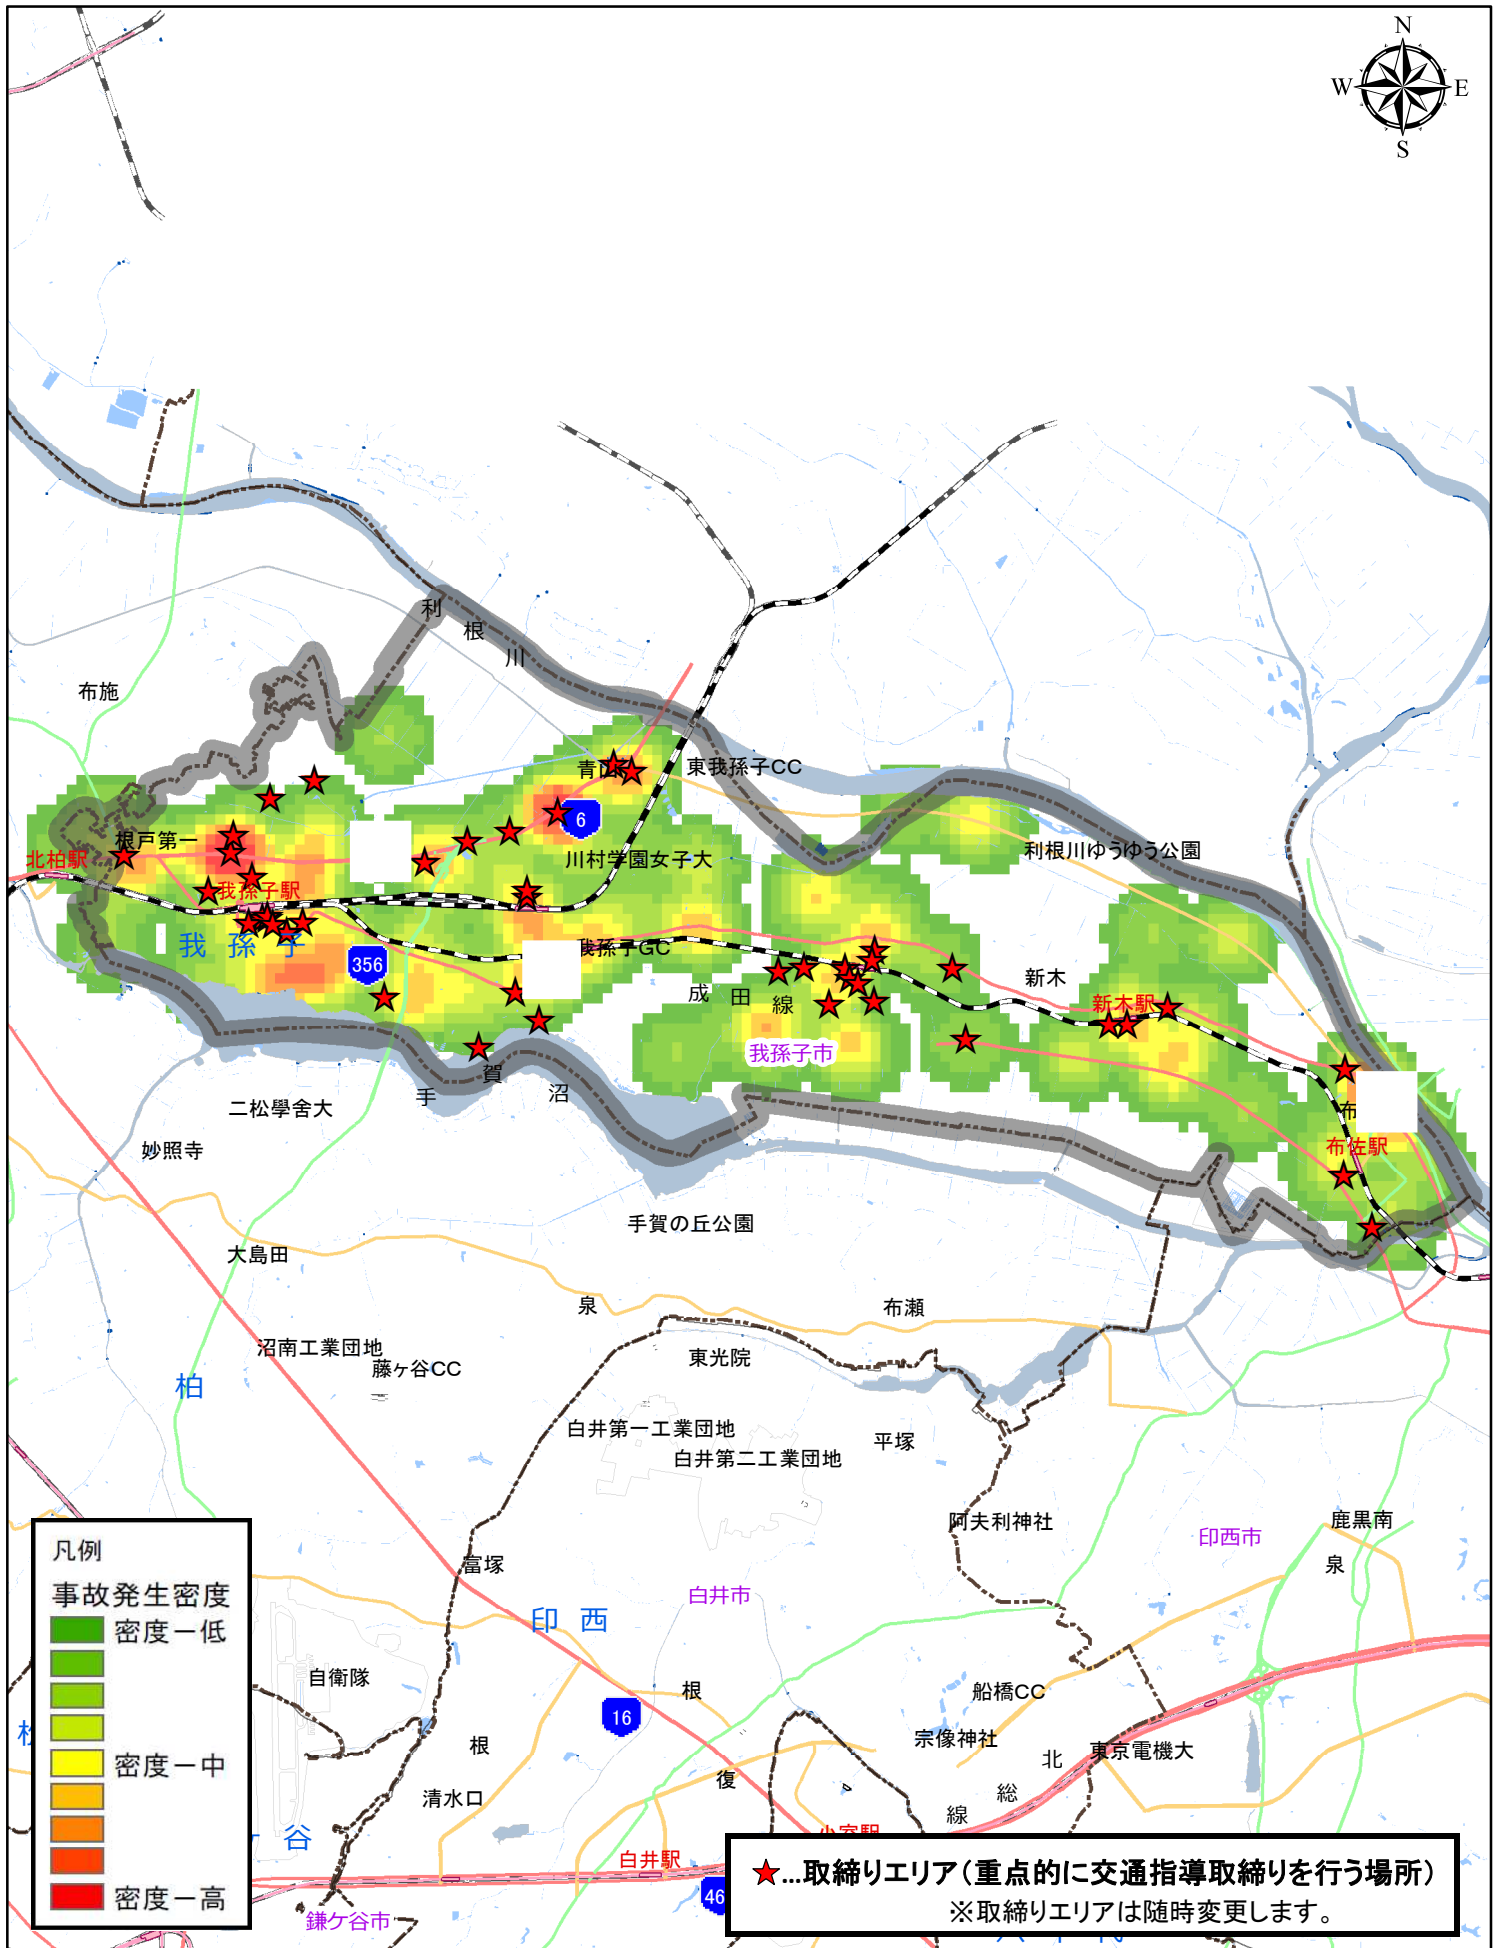 N
W E
S
利
根
川
布施
青山
東我孫子CC
6
根戸第一
北柏駅
川村学園女子大
利根川ゆうゆう公園
我孫子駅
我孫子
我孫子GC
356
新木
成田線
新木駅
我孫子市
手賀沼
布
二松學舍大
布佐駅
妙照寺
手賀の丘公園
大島田
泉
布瀬
沼南工業団地
藤ヶ谷CC
東光院
柏
白井第一工業団地
平塚
白井第二工業団地
阿夫利神社
鹿黒南
印西市
泉
富塚
白井市
印西
自衛隊
根
船橋CC
16
宗像神社
根
北
総
線
東京電機大
復
清水口
谷
小室駅
白井駅
46
鎌ケ谷市
凡例
事故発生密度
密度－低
密度－中
密度－高
★…取締りエリア（重点的に交通指導取締りを行う場所）
※取締りエリアは随時変更します。